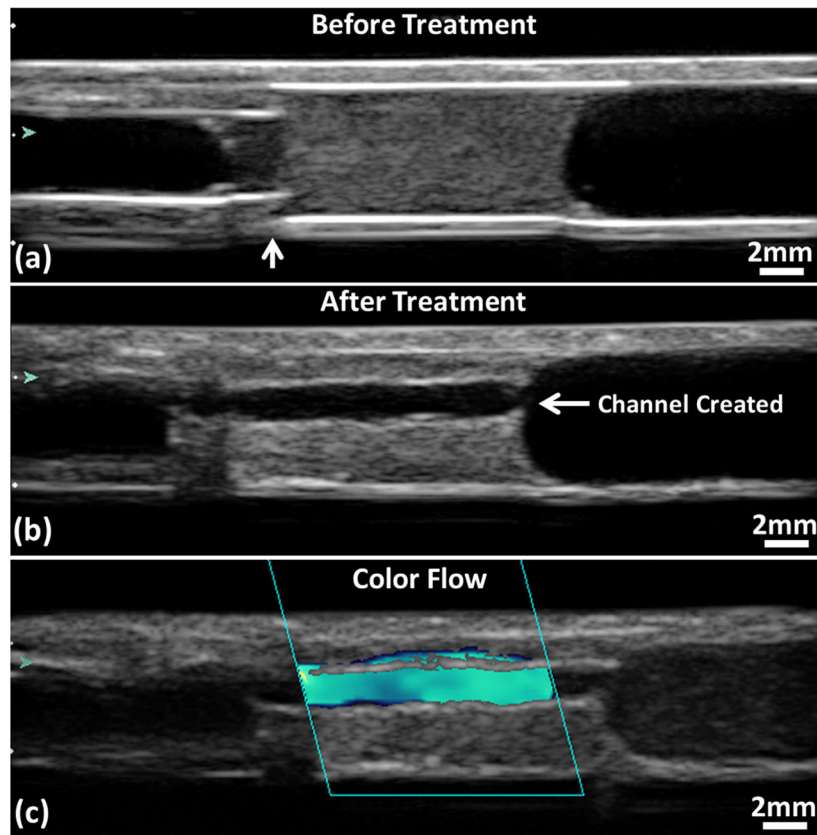 Before Treatment
(a)
2mm
After Treatment
Channel Created
(b)
2mm
Color Flow
(c)
2mm